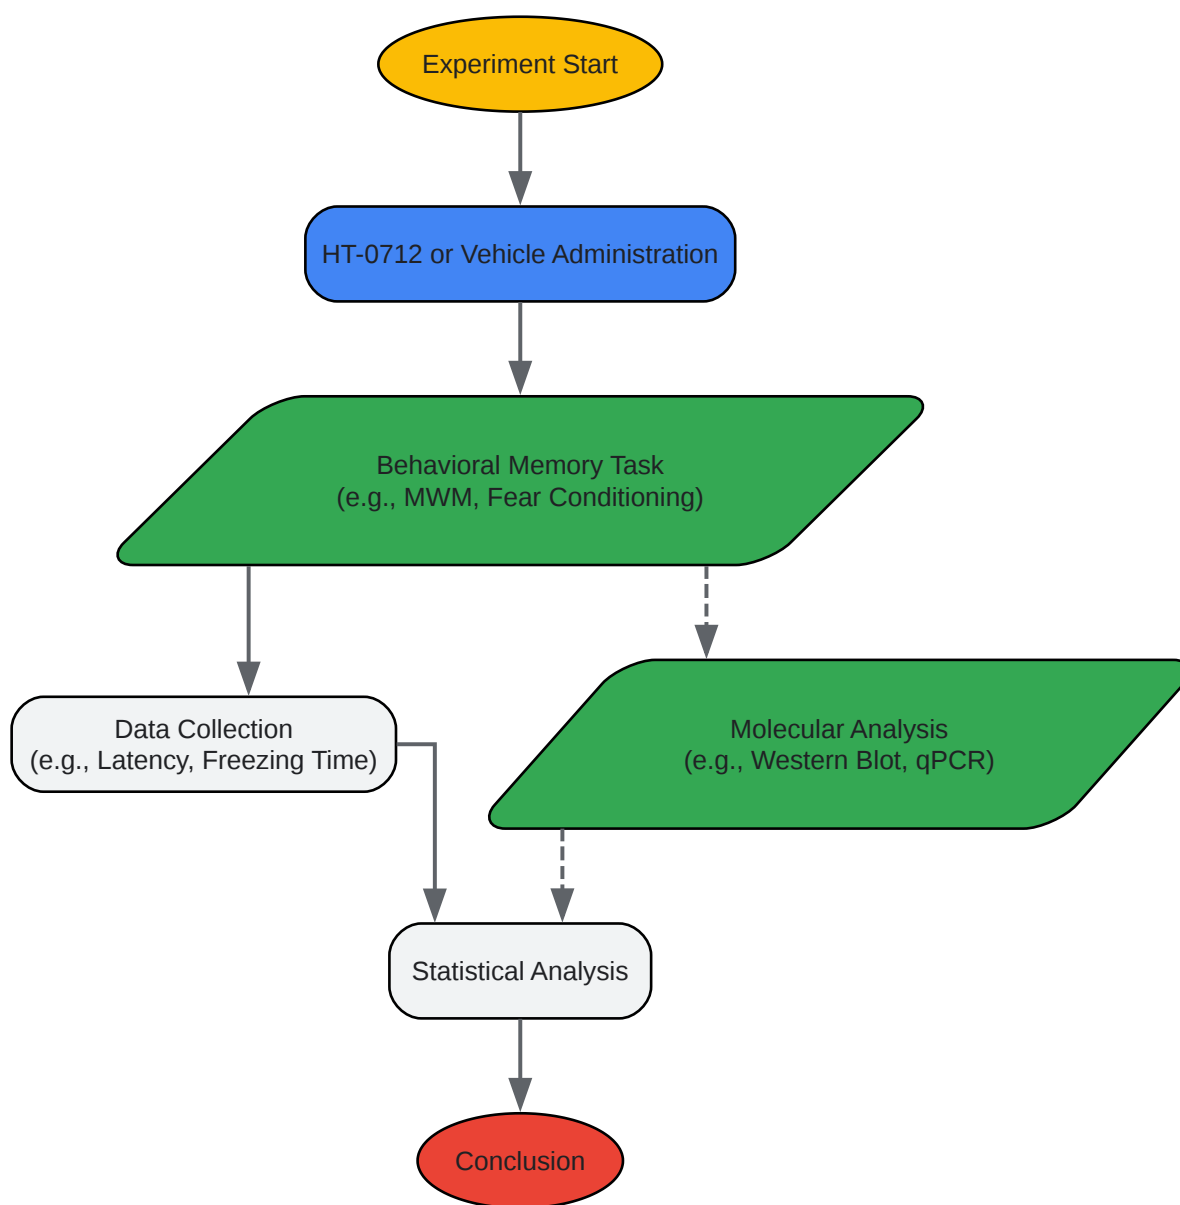 Experiment Start
HT-0712 or Vehicle Administration
Behavioral Memory Task
(e.g., MWM, Fear Conditioning)
Data Collection
(e.g., Latency, Freezing Time)
Molecular Analysis
(e.g., Western Blot, qPCR)
Statistical Analysis
Conclusion